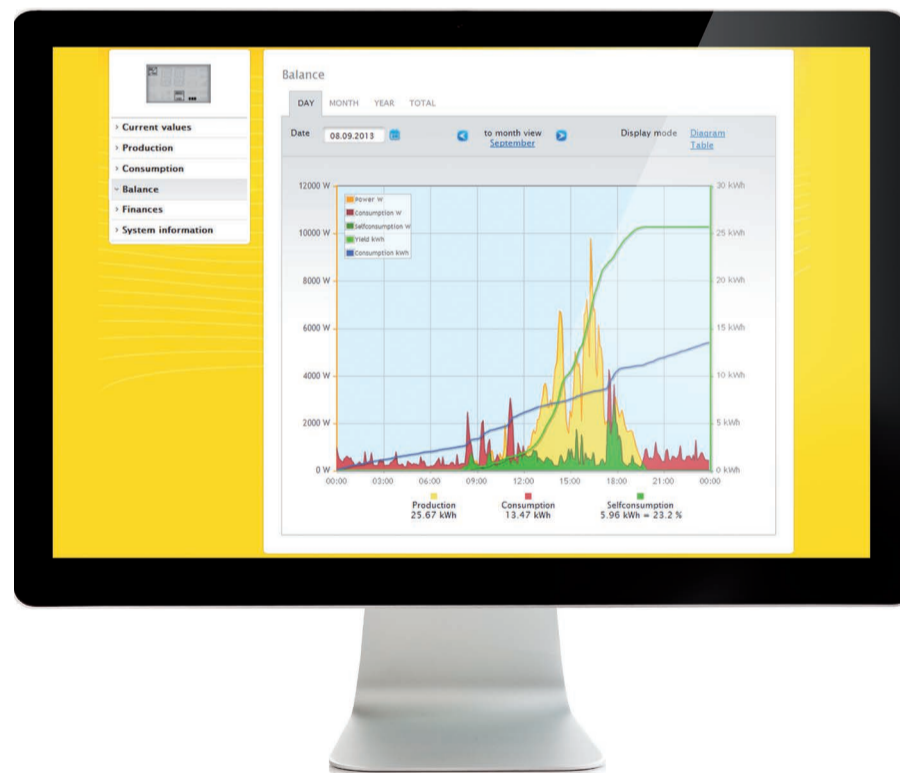 Current values
Production
Consumption
Balance
Finances
System information
Balance
DAY MONTH YEAR TOTAL
Date 08.09.2013 to month view Display mode Diagram
September Table
12000 W 30 kWh
Power W
Consumption W
Selfconsumption W
Yield kWh
Consumption kWh
10000 W 25 kWh
8000 W 20 kWh
6000 W 15 kWh
4000 W 10 kWh
2000 W 5 kWh
0 W 0 kWh
00:00 03:00 06:00 09:00 12:00 15:00 18:00 21:00 00:00
Production Consumption Selfconsumption
25.67 kWh 13.47 kWh 5.96 kWh = 23.2 %